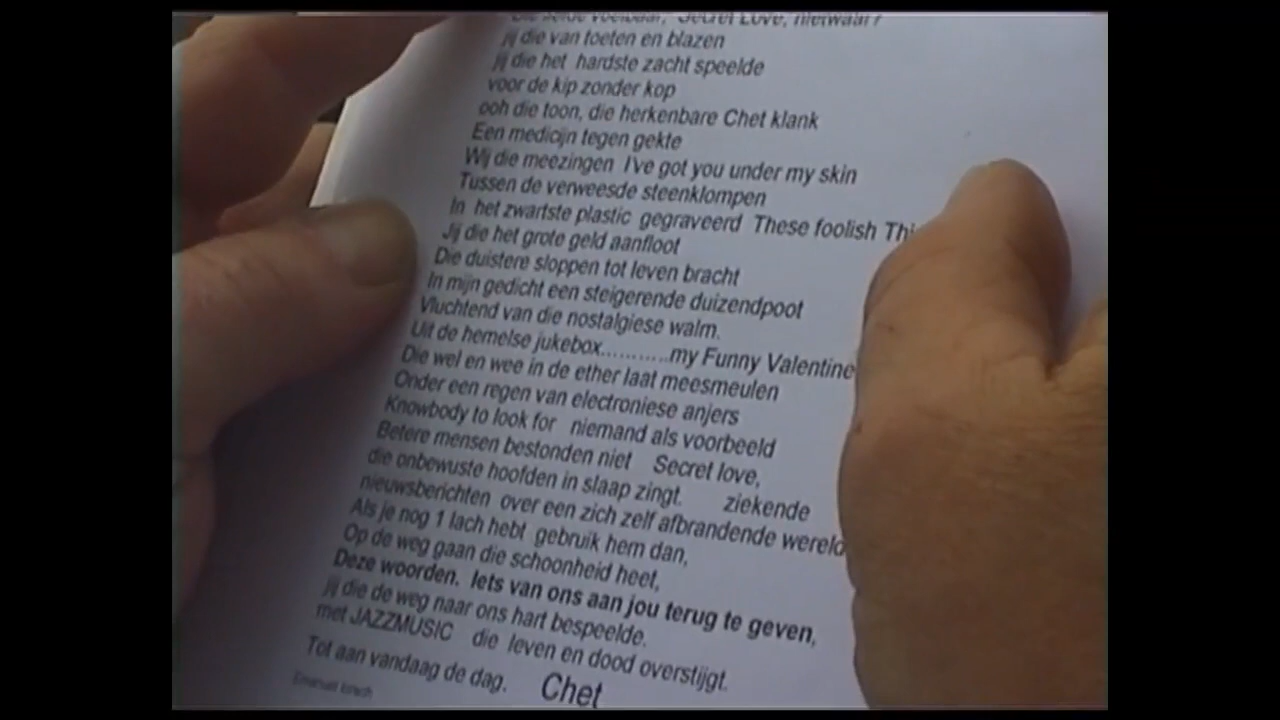 Die selde voelbaar, Secret Love, nietwaar?
jij die van toeten en blazen
jij die het hardste zacht speelde
voor de kip zonder kop
ooh die toon, die herkenbare Chet klank
Een medicijn tegen gekte
Wij die meezingen I've got you under my skin
Tussen de verweesde steenklompen
In het zwartste plastic gegraveerd These foolish Thi
Jij die het grote geld aanfloot
Die duistere sloppen tot leven bracht
In mijn gedicht een steigerende duizendpoot
Vluchtend van die nostalgiese walm.
Uit de hemelse jukebox...........my Funny Valentine
Die wel en wee in de ether laat meesmeulen
Onder een regen van electroniese anjers
Knowbody to look for niemand als voorbeeld
Betere mensen bestonden niet Secret love,
die onbewuste hoofden in slaap zingt. ziekende
nieuwsberichten over een zich zelf afbrandende wereld
Als je nog 1 lach hebt gebruik hem dan,
Op de weg gaan die schoonheid heet,
Deze woorden. Iets van ons aan jou terug te geven,
jij die de weg naar ons hart bespeelde.
met JAZZMUSIC die leven en dood overstijgt.
Tot aan vandaag de dag. Chet